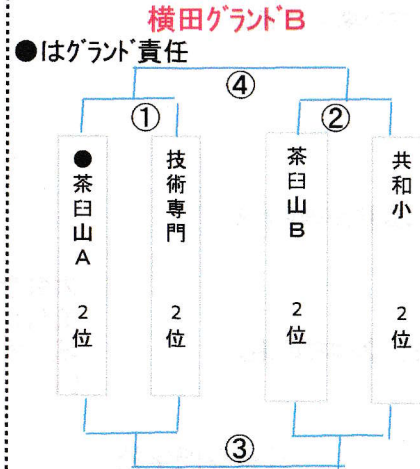 横田グランドB
●はグランド責任
④
①
②
●茶臼山A 2位
技術専門 2位
茶臼山B 2位
共和小 2位
③